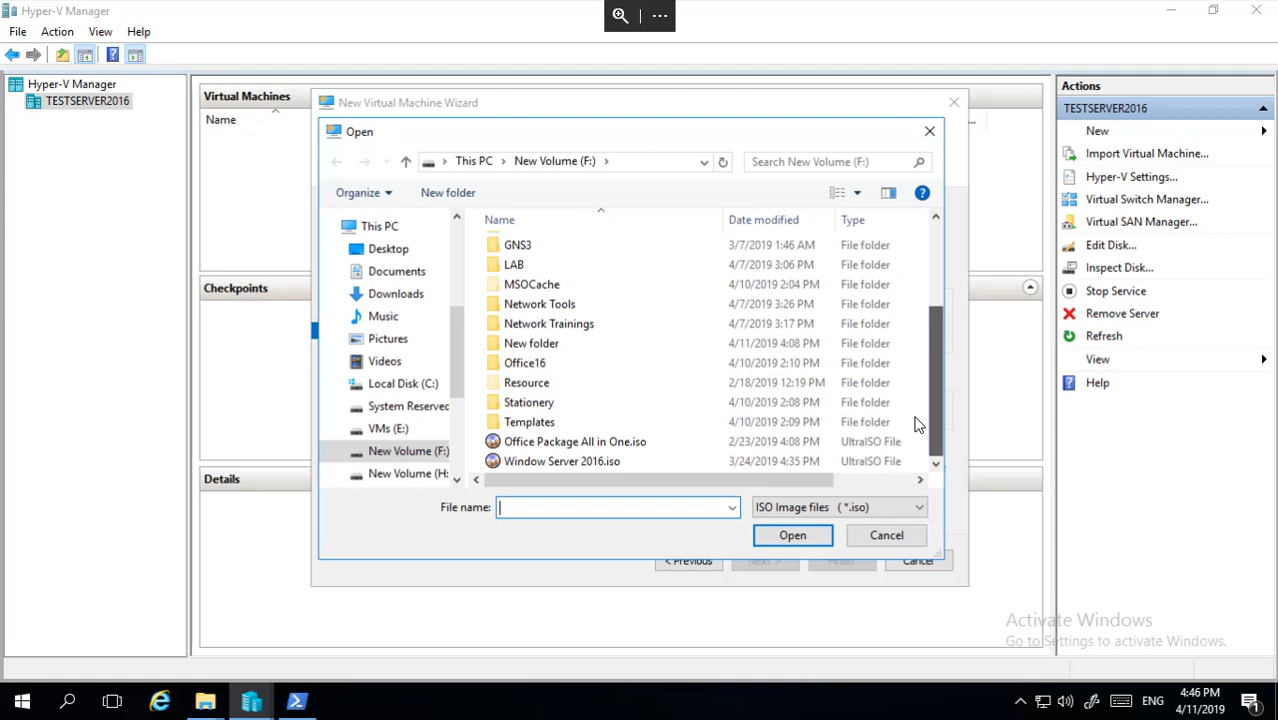 Hyper-V Manager
File Action View Help
Hyper-V Manager
TESTSERVER2016
Virtual Machines
Name
Checkpoints
Details
New Virtual Machine Wizard
Open
This PC > New Volume (F:) >
Search New Volume (F:)
Organize New folder
This PC
Desktop
Documents
Downloads
Music
Pictures
Videos
Local Disk (C:)
System Reserved
VMs (E:)
New Volume (F:)
New Volume (H:
Name Date modified Type
GNS3 3/7/2019 1:46 AM File folder
LAB 4/7/2019 3:06 PM File folder
MSOCache 4/10/2019 2:04 PM File folder
Network Tools 4/7/2019 3:26 PM File folder
Network Trainings 4/7/2019 3:17 PM File folder
New folder 4/11/2019 4:08 PM File folder
Office16 4/10/2019 2:10 PM File folder
Resource 2/18/2019 12:19 PM File folder
Stationery 4/10/2019 2:08 PM File folder
Templates 4/10/2019 2:09 PM File folder
Office Package All in One.iso 2/23/2019 4:08 PM UltraISO File
Window Server 2016.iso 3/24/2019 4:35 PM UltraISO File
File name: ISO Image files ( *.iso)
Open Cancel
< Previous Next > Finish Cancel
Actions
TESTSERVER2016
New
Import Virtual Machine...
Hyper-V Settings...
Virtual Switch Manager...
Virtual SAN Manager...
Edit Disk...
Inspect Disk...
Stop Service
Remove Server
Refresh
View
Help
Activate Windows
Go to Settings to activate Windows.
ENG
4:46 PM
4/11/2019
1